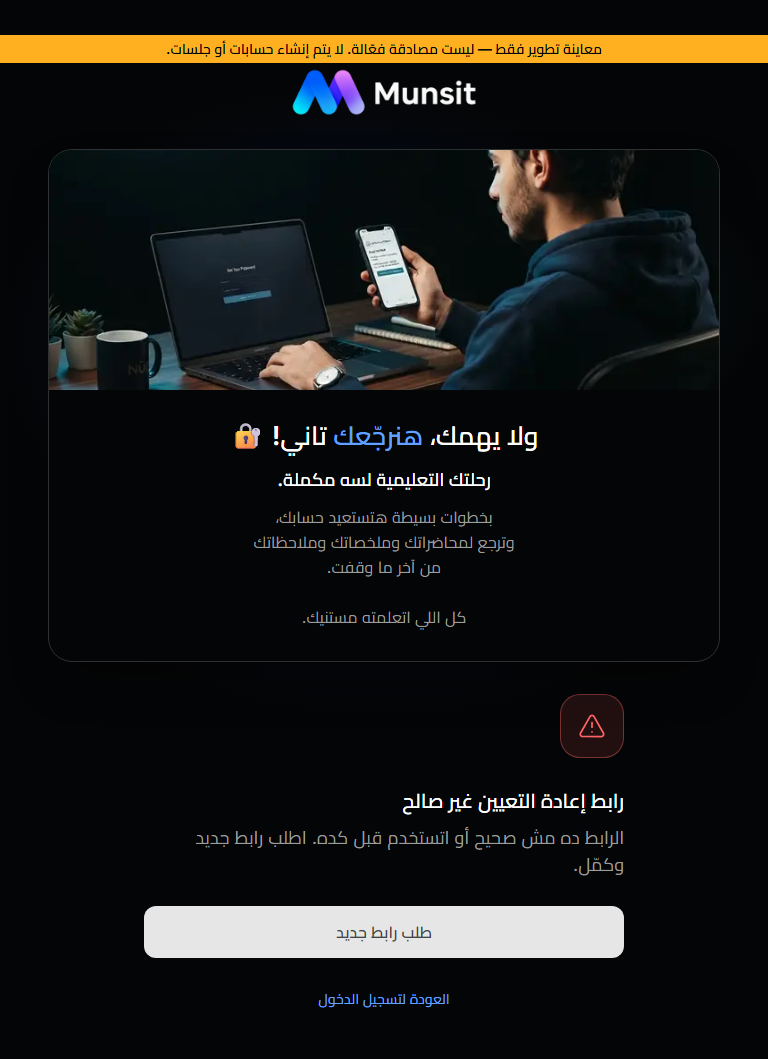 معاينة تطوير فقط — ليست مصادقة فعّالة. لا يتم إنشاء حسابات أو جلسات.
Munsit
ولا يهمك، هنرجّعك تاني! 🔐
رحلتك التعليمية لسه مكملة.
بخطوات بسيطة هتستعيد حسابك،
وترجع لمحاضراتك وملخصاتك وملاحظاتك
من آخر ما وقفت.
كل اللي اتعلمته مستنيك.
رابط إعادة التعيين غير صالح
الرابط ده مش صحيح أو اتستخدم قبل كده. اطلب رابط جديد
وكمّل.
طلب رابط جديد
العودة لتسجيل الدخول